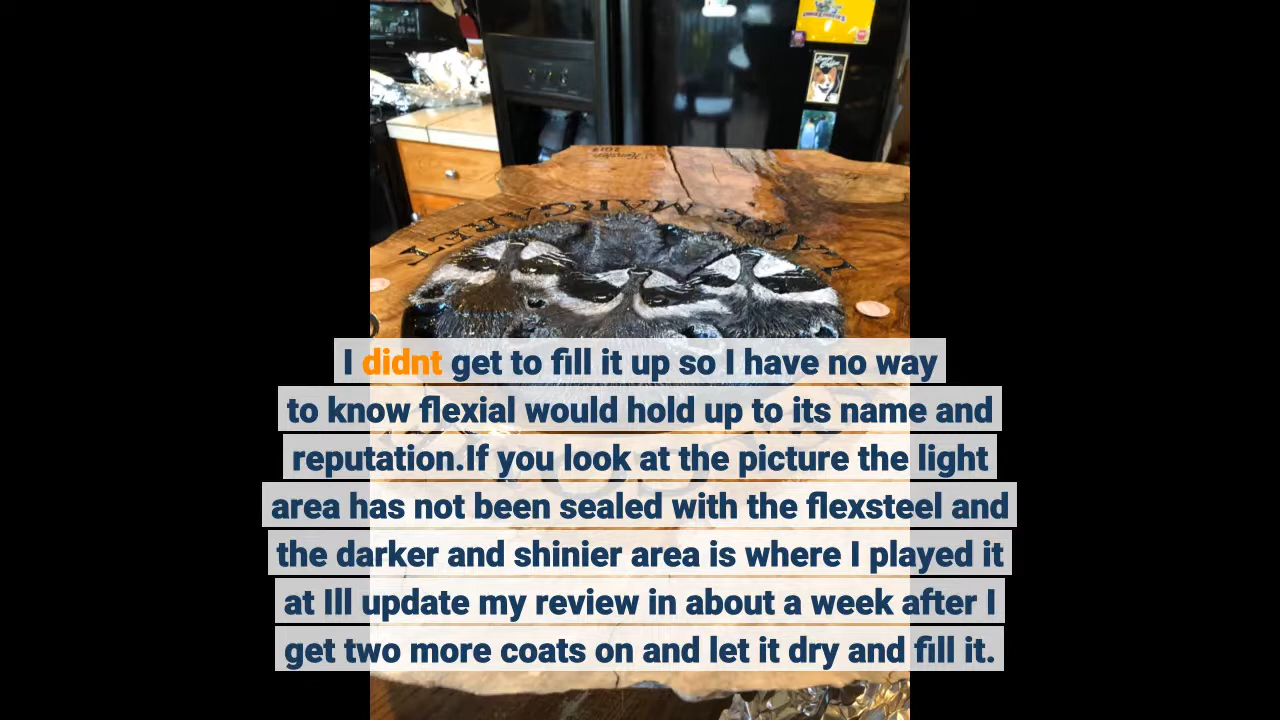 MARGARET
I didnt get to fill it up so I have no way
to know flexial would hold up to its name and
reputation.If you look at the picture the light
area has not been sealed with the flexsteel and
the darker and shinier area is where I played it
at Ill update my review in about a week after I
get two more coats on and let it dry and fill it.